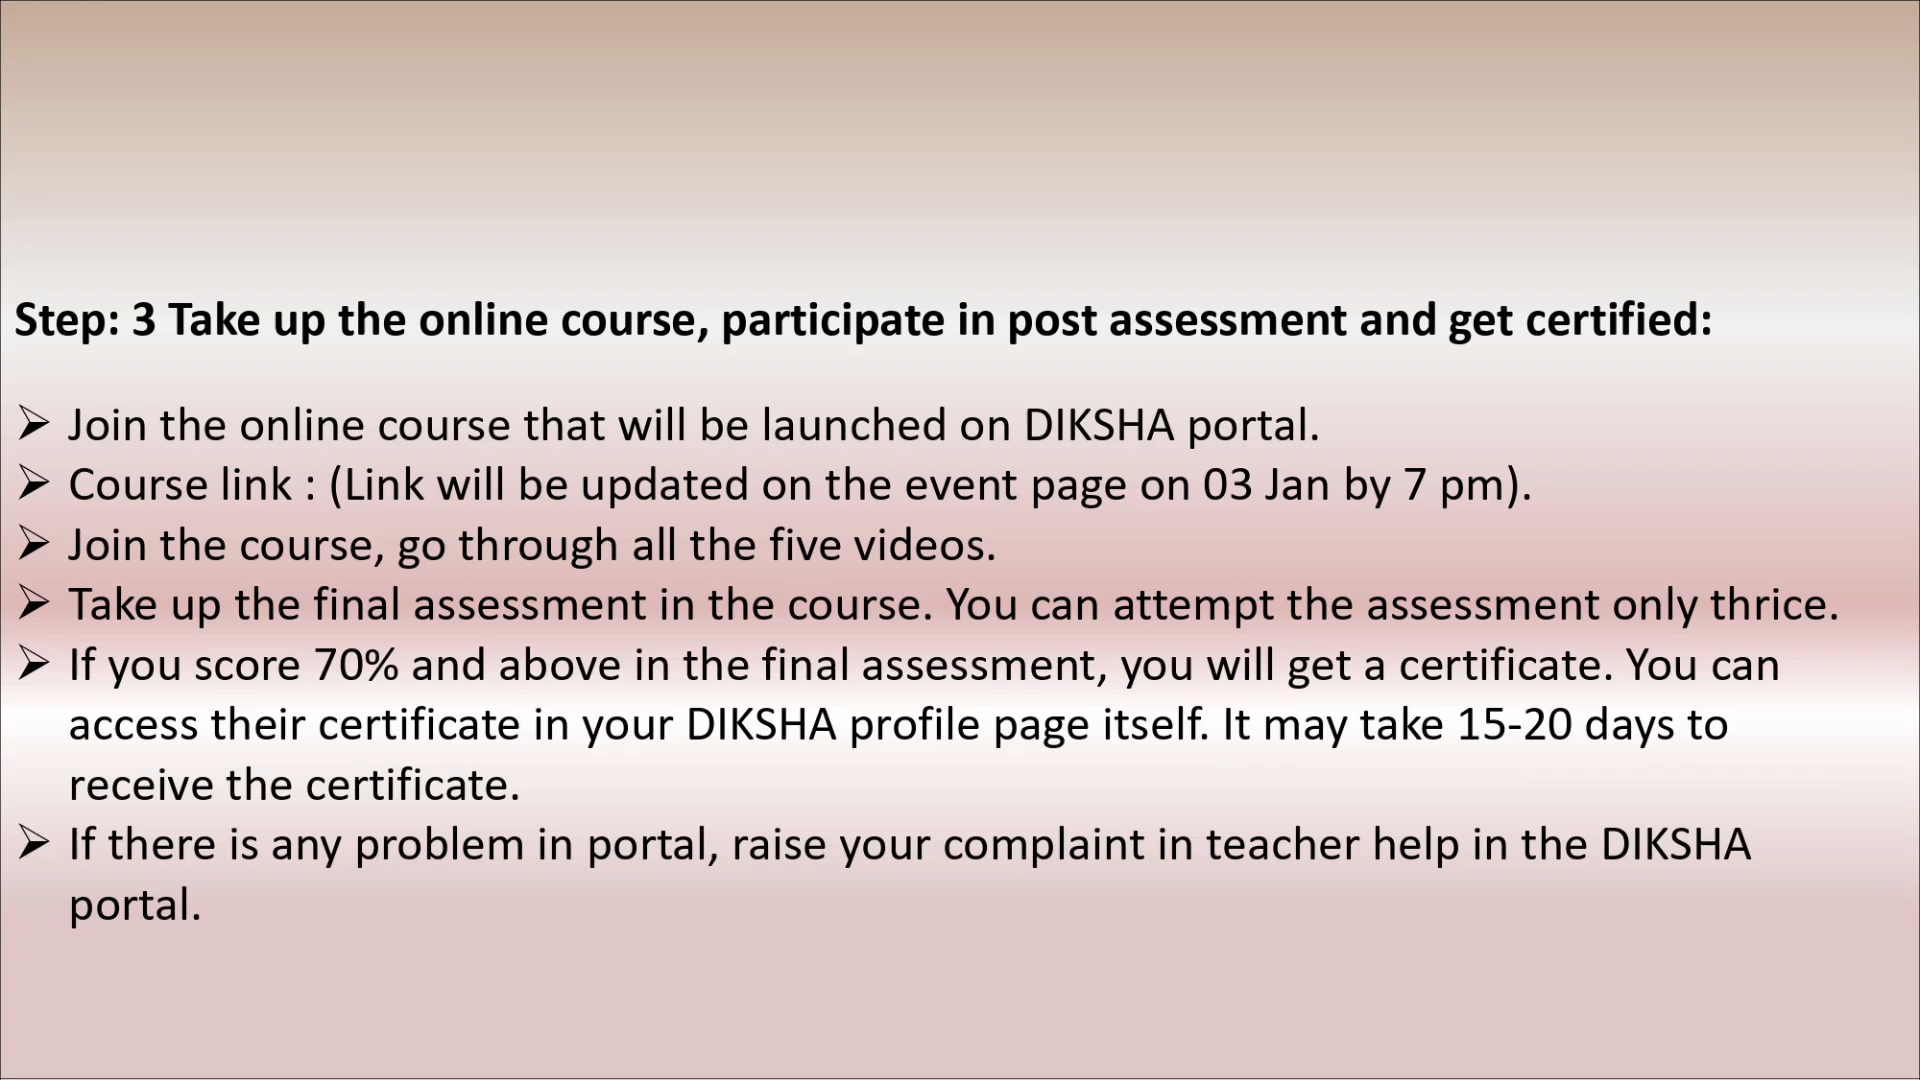 Step: 3 Take up the online course, participate in post assessment and get certified:
➢ Join the online course that will be launched on DIKSHA portal.
➢ Course link : (Link will be updated on the event page on 03 Jan by 7 pm).
➢ Join the course, go through all the five videos.
➢ Take up the final assessment in the course. You can attempt the assessment only thrice.
➢ If you score 70% and above in the final assessment, you will get a certificate. You can
access their certificate in your DIKSHA profile page itself. It may take 15-20 days to
receive the certificate.
➢ If there is any problem in portal, raise your complaint in teacher help in the DIKSHA
portal.